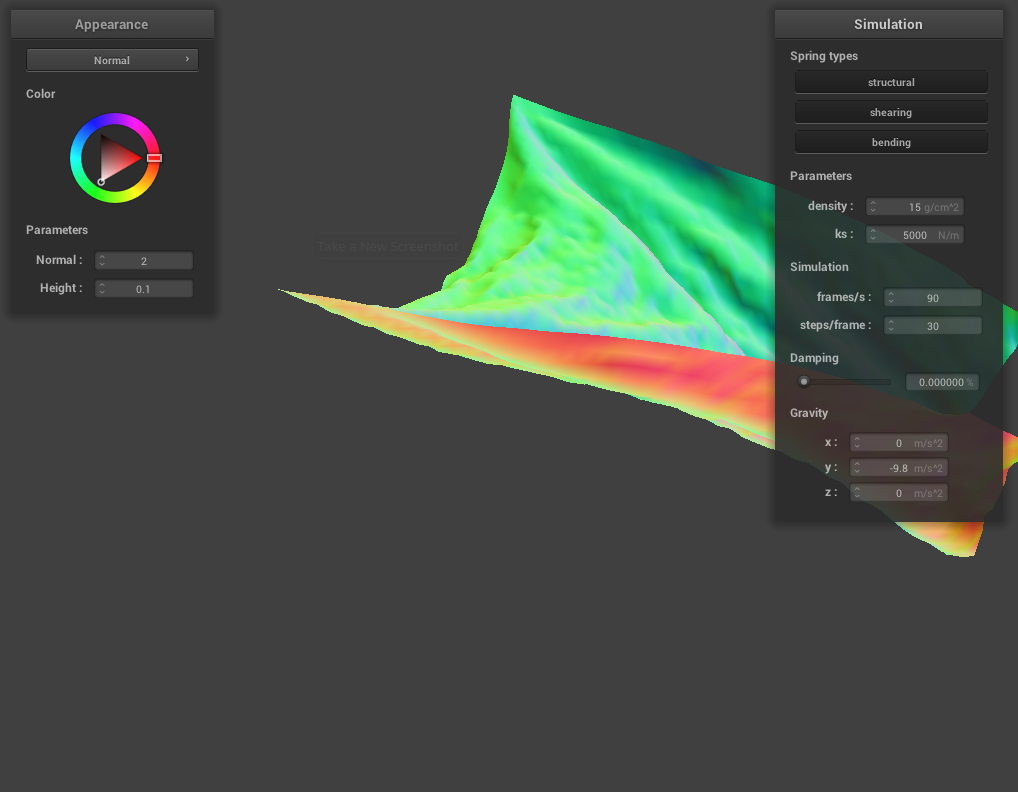 Appearance
Normal
Color
Parameters
Normal :
2
Height :
0.1
Take a New Screenshot
Simulation
Spring types
structural
shearing
bending
Parameters
density :
15 g/cm^2
ks :
5000 N/m
Simulation
frames/s :
90
steps/frame :
30
Damping
0.000000 %
Gravity
x :
0 m/s^2
y :
-9.8 m/s^2
z :
0 m/s^2